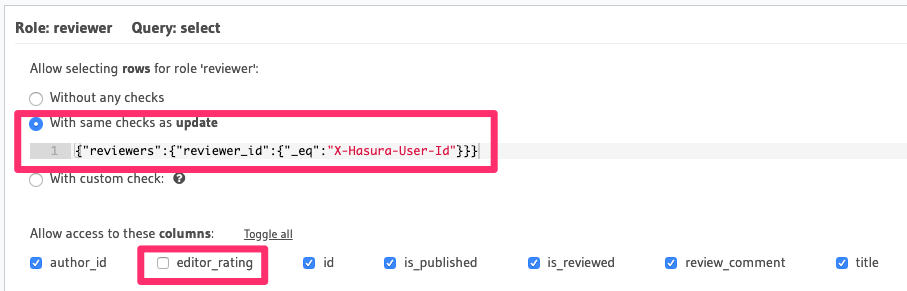 Role: reviewer Query: select
Allow selecting rows for role 'reviewer':
Without any checks
With same checks as update
1 {"reviewers":{"reviewer_id":{"_eq":"X-Hasura-User-Id"}}}
With custom check: ?
Allow access to these columns: Toggle all
author_id editor_rating id is_published is_reviewed review_comment title